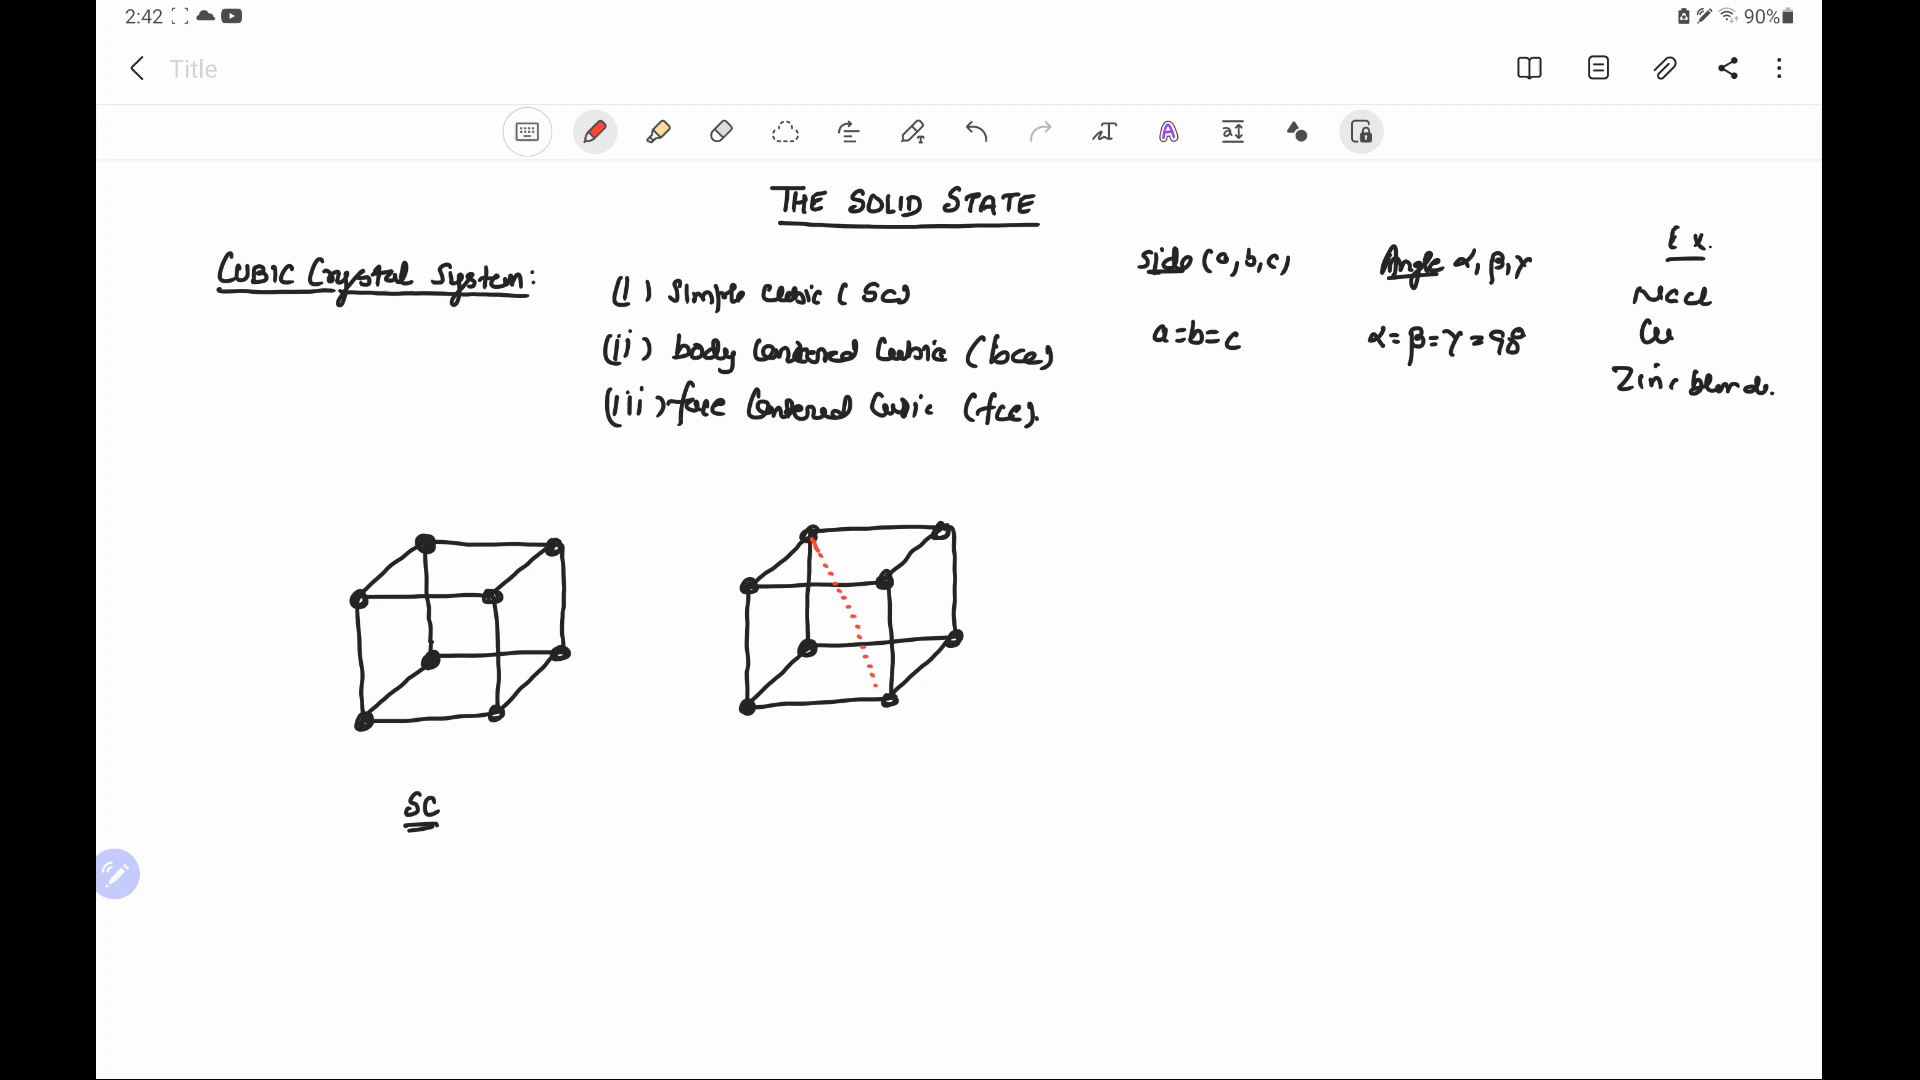 2:42 90%
Title
THE SOLID STATE
CUBIC Crystal System:
(i) Simple cubic (SC)
(ii) body Centered Cubic (bcc)
(iii) face Centered Cubic (fcc).
Side (a, b, c)
a=b=c
Angle α, β, γ
α=β=γ=90°
Ex.
Nacl
Cu
Zinc blend.
SC